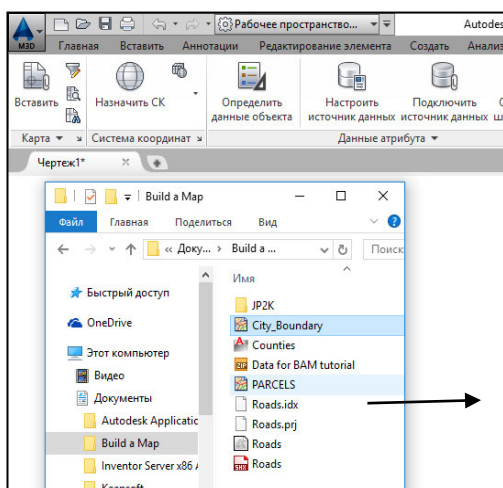 Рабочее пространство... Autodes
M3D Главная Вставить Аннотации Редактирование элемента Создать Анализ
Вставить Назначить СК Определить данные объекта Настроить источник данных Подключить источник данных
Карта Система координат Данные атрибута
Чертеж1*
Build a Map
Файл Главная Поделиться Вид
« Доку... › Build a ... Поиск
Имя
Быстрый доступ
JP2K
City_Boundary
OneDrive
Counties
Этот компьютер
Data for BAM tutorial
Видео
PARCELS
Документы
Roads.idx
Autodesk Applicatic
Roads.prj
Build a Map
Roads
Inventor Server x86
Roads